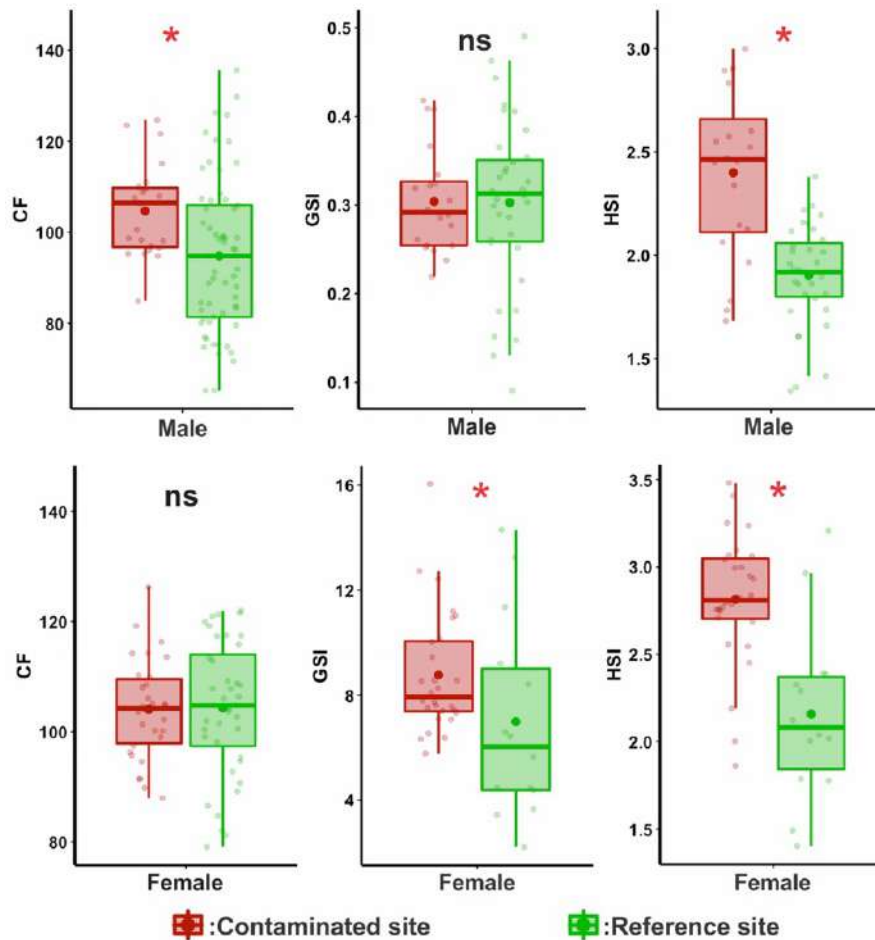 *
ns
*
140
120
100
80
CF
Male
0.5
0.4
0.3
0.2
0.1
GSI
Male
3.0
2.5
2.0
1.5
HSI
Male
ns
*
*
140
120
100
80
CF
Female
16
12
8
4
GSI
Female
3.5
3.0
2.5
2.0
1.5
HSI
Female
:Contaminated site :Reference site